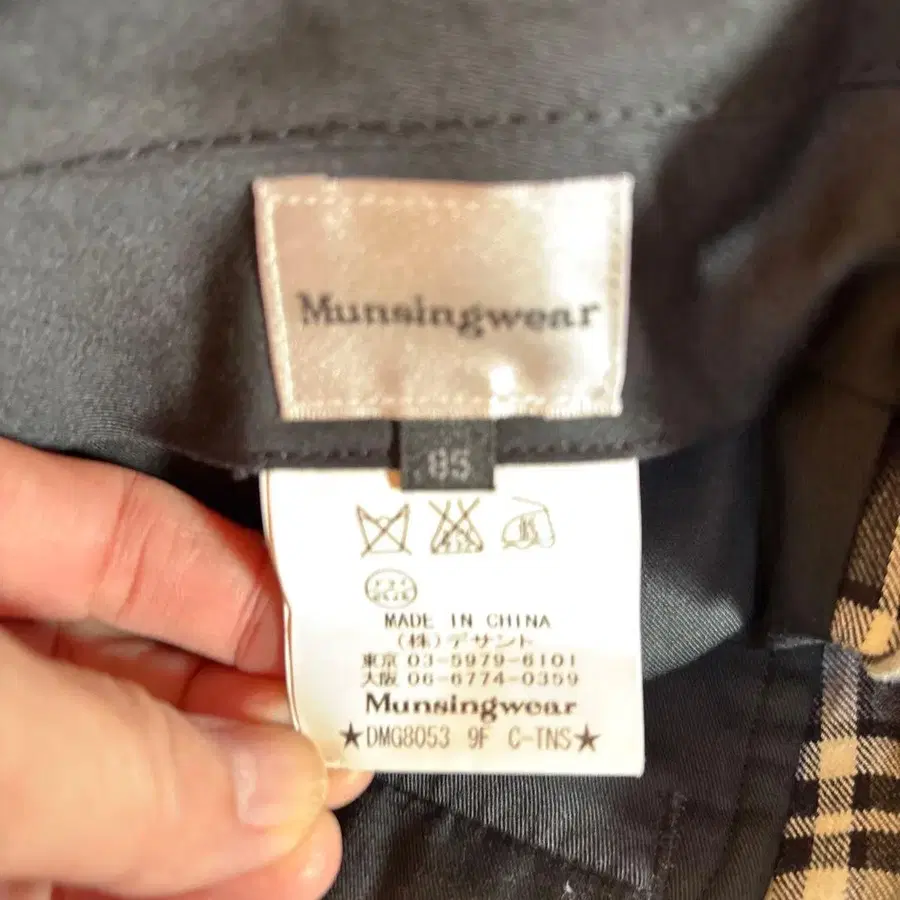 Munsingwear
85
MADE IN CHINA
(株)デサント
東京 03-5979-6101
大阪 06-6774-0359
Munsingwear
★DMG8053 9F C-TNS★